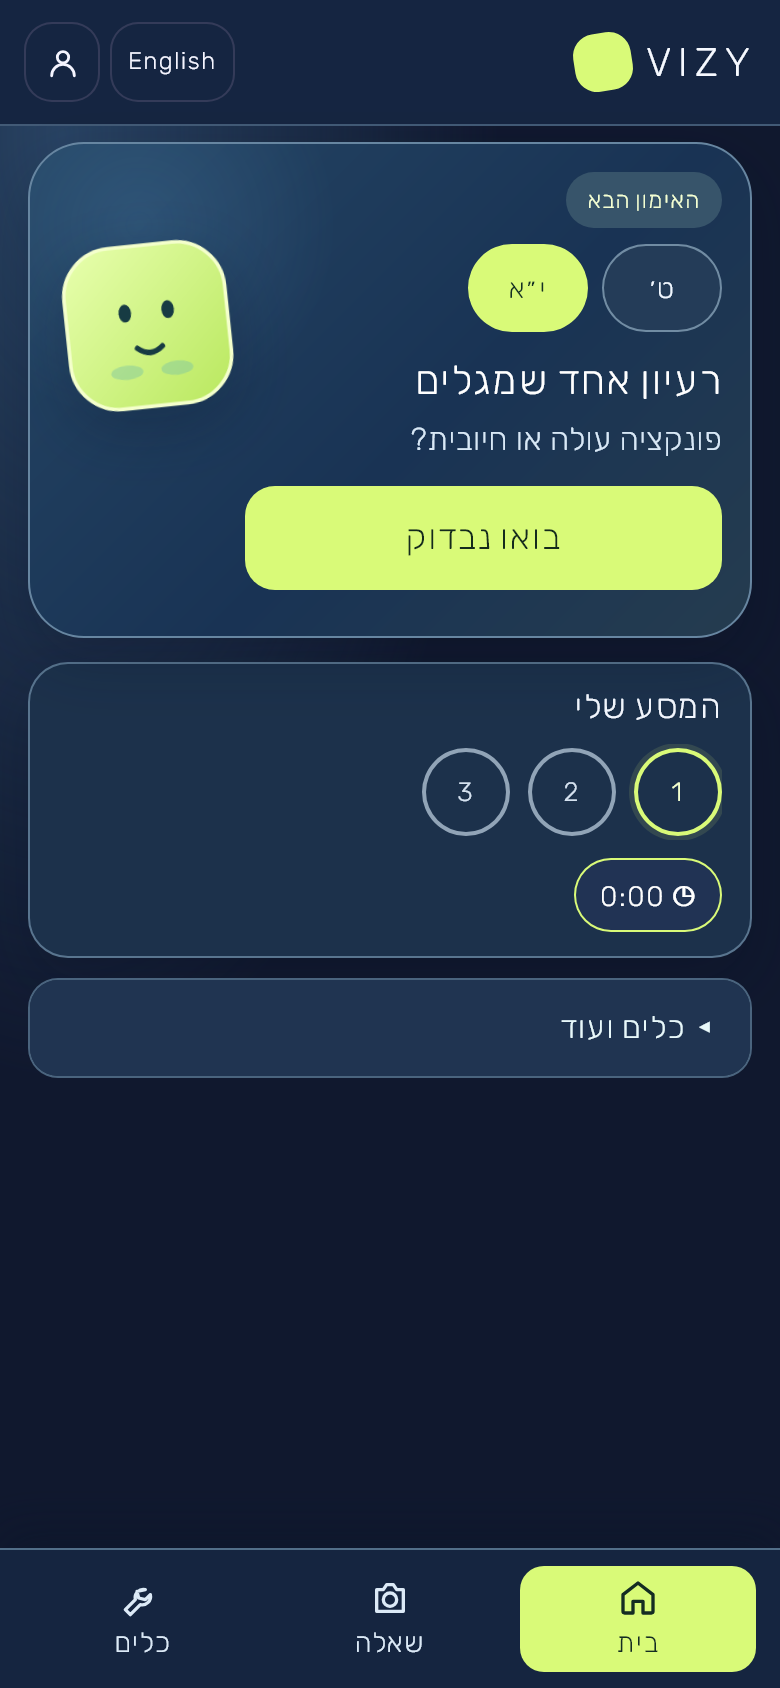 VIZY
English
האימון הבא
ט׳
י״א
רעיון אחד שמגלים
פונקציה עולה או חיובית?
בואו נבדוק
המסע שלי
1
2
3
0:00
כלים ועוד
בית
שאלה
כלים